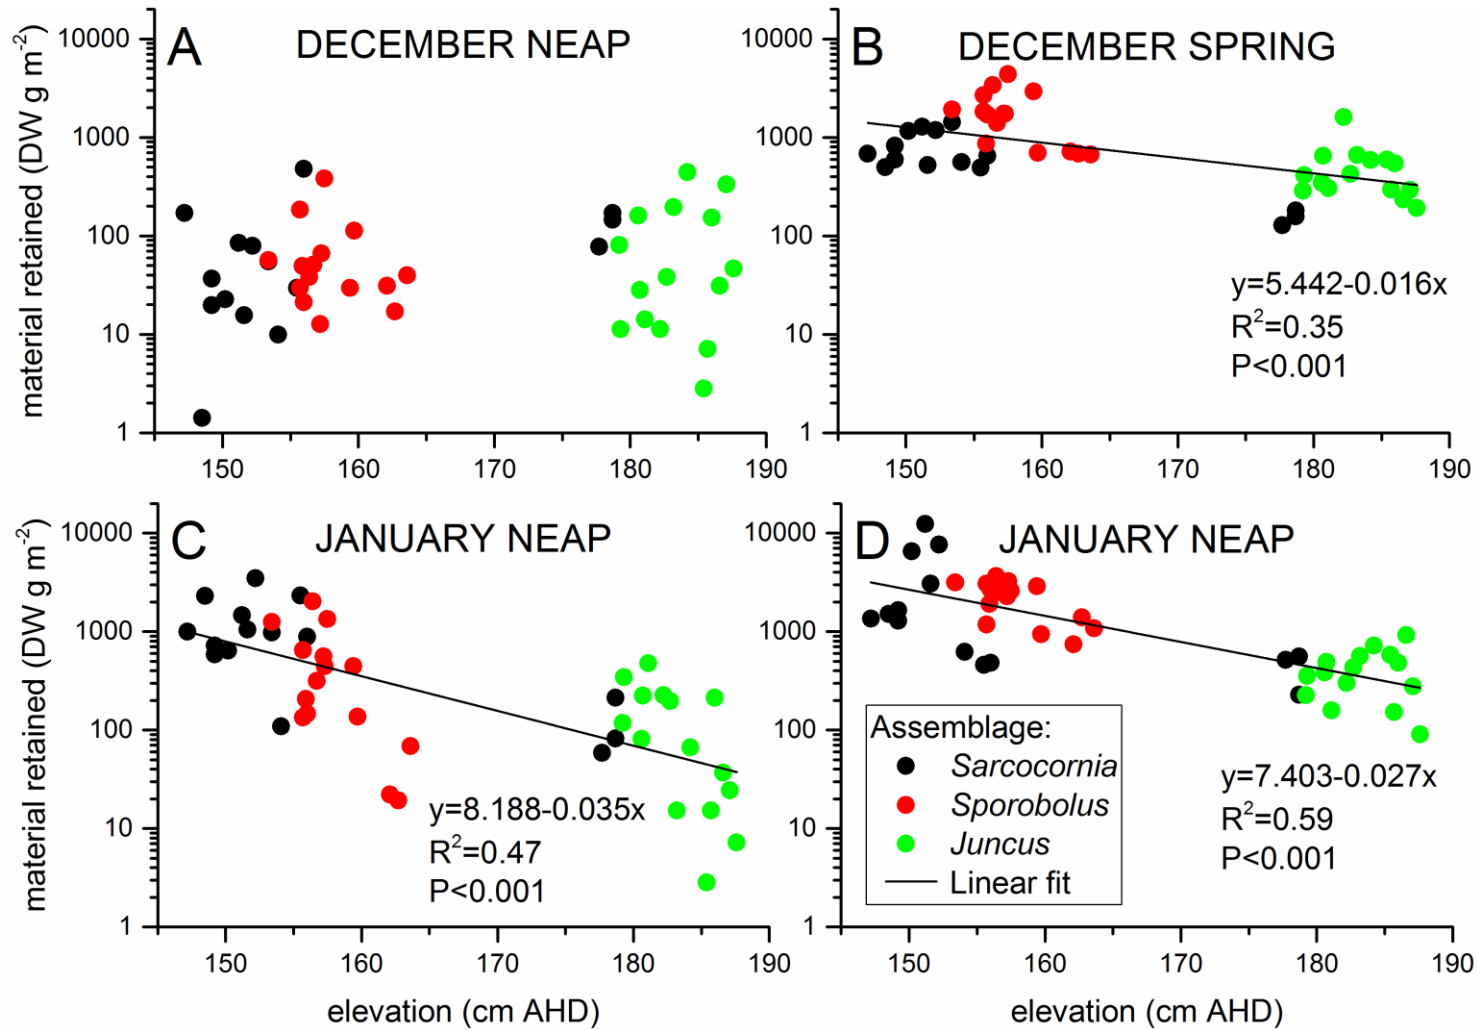 A
DECEMBER NEAP
material retained (DW g m⁻²)
10000
1000
100
10
1
150
160
170
180
190
B
DECEMBER SPRING
10000
1000
100
10
1
y=5.442-0.016x
R²=0.35
P<0.001
150
160
170
180
190
C
JANUARY NEAP
material retained (DW g m⁻²)
10000
1000
100
10
1
y=8.188-0.035x
R²=0.47
P<0.001
150
160
170
180
190
elevation (cm AHD)
D
JANUARY NEAP
10000
1000
100
10
1
Assemblage:
Sarcocornia
Sporobolus
Juncus
Linear fit
y=7.403-0.027x
R²=0.59
P<0.001
150
160
170
180
190
elevation (cm AHD)